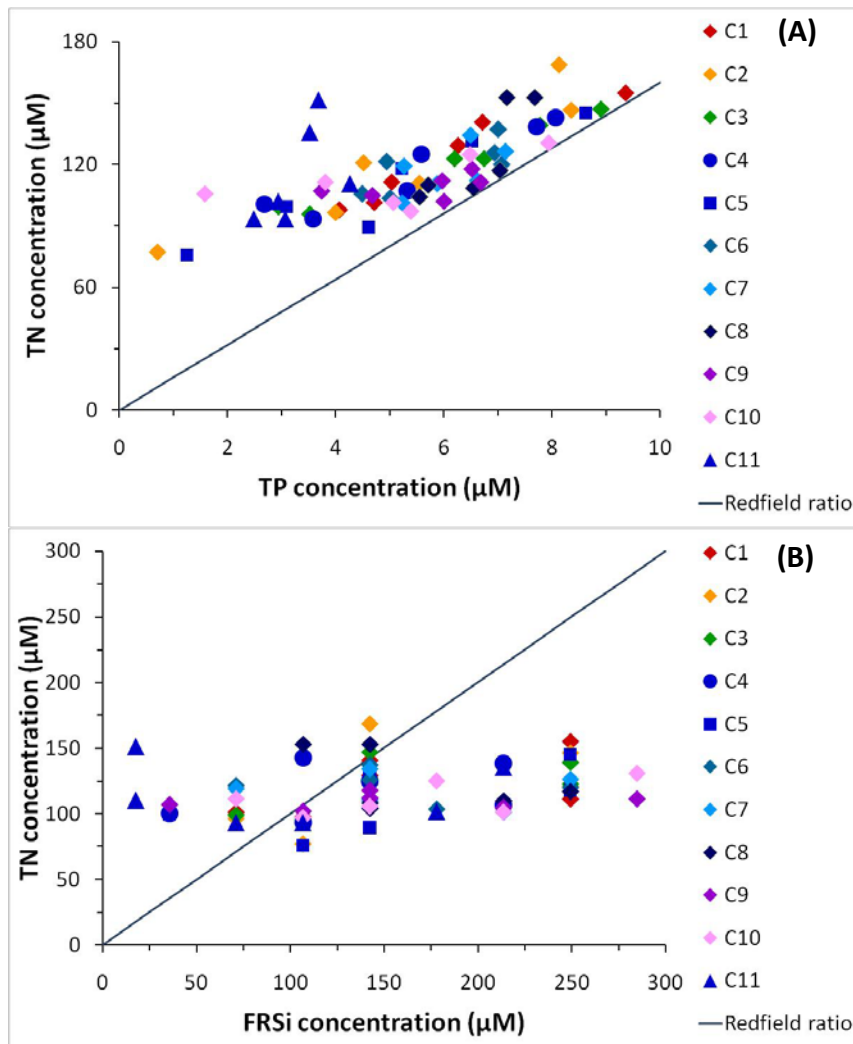 (A)
TN concentration (µM)
180
120
60
0
0 2 4 6 8 10
TP concentration (µM)
C1
C2
C3
C4
C5
C6
C7
C8
C9
C10
C11
Redfield ratio
(B)
TN concentration (µM)
300
250
200
150
100
50
0
0 50 100 150 200 250 300
FRSi concentration (µM)
C1
C2
C3
C4
C5
C6
C7
C8
C9
C10
C11
Redfield ratio